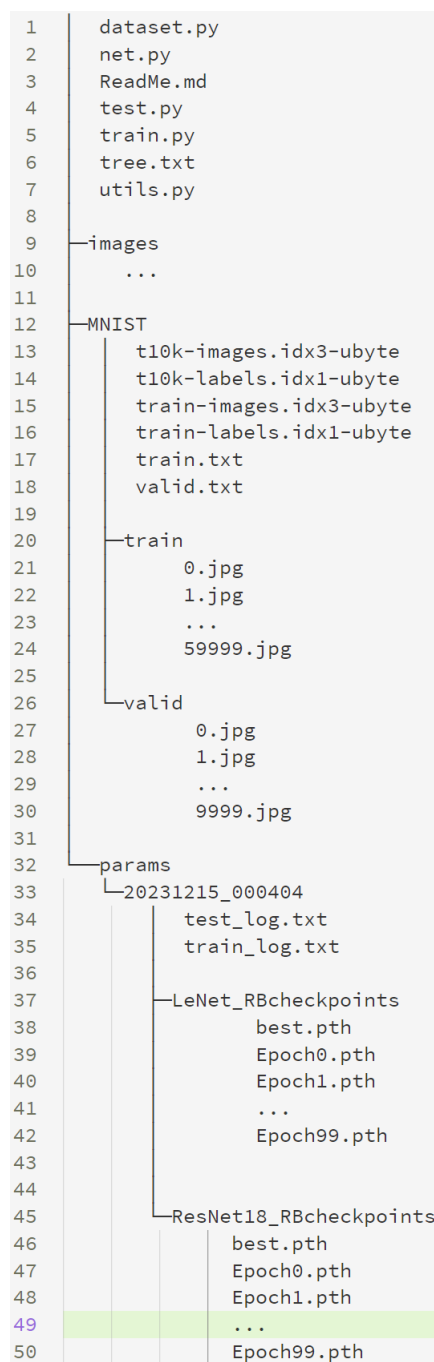 1 dataset.py
2 net.py
3 ReadMe.md
4 test.py
5 train.py
6 tree.txt
7 utils.py
8
9 images
10 ...
11
12 MNIST
13 t10k-images.idx3-ubyte
14 t10k-labels.idx1-ubyte
15 train-images.idx3-ubyte
16 train-labels.idx1-ubyte
17 train.txt
18 valid.txt
19
20 train
21 0.jpg
22 1.jpg
23 ...
24 59999.jpg
25
26 valid
27 0.jpg
28 1.jpg
29 ...
30 9999.jpg
31
32 params
33 20231215_000404
34 test_log.txt
35 train_log.txt
36
37 LeNet_RBcheckpoints
38 best.pth
39 Epoch0.pth
40 Epoch1.pth
41 ...
42 Epoch99.pth
43
44
45 ResNet18_RBcheckpoints
46 best.pth
47 Epoch0.pth
48 Epoch1.pth
49 ...
50 Epoch99.pth